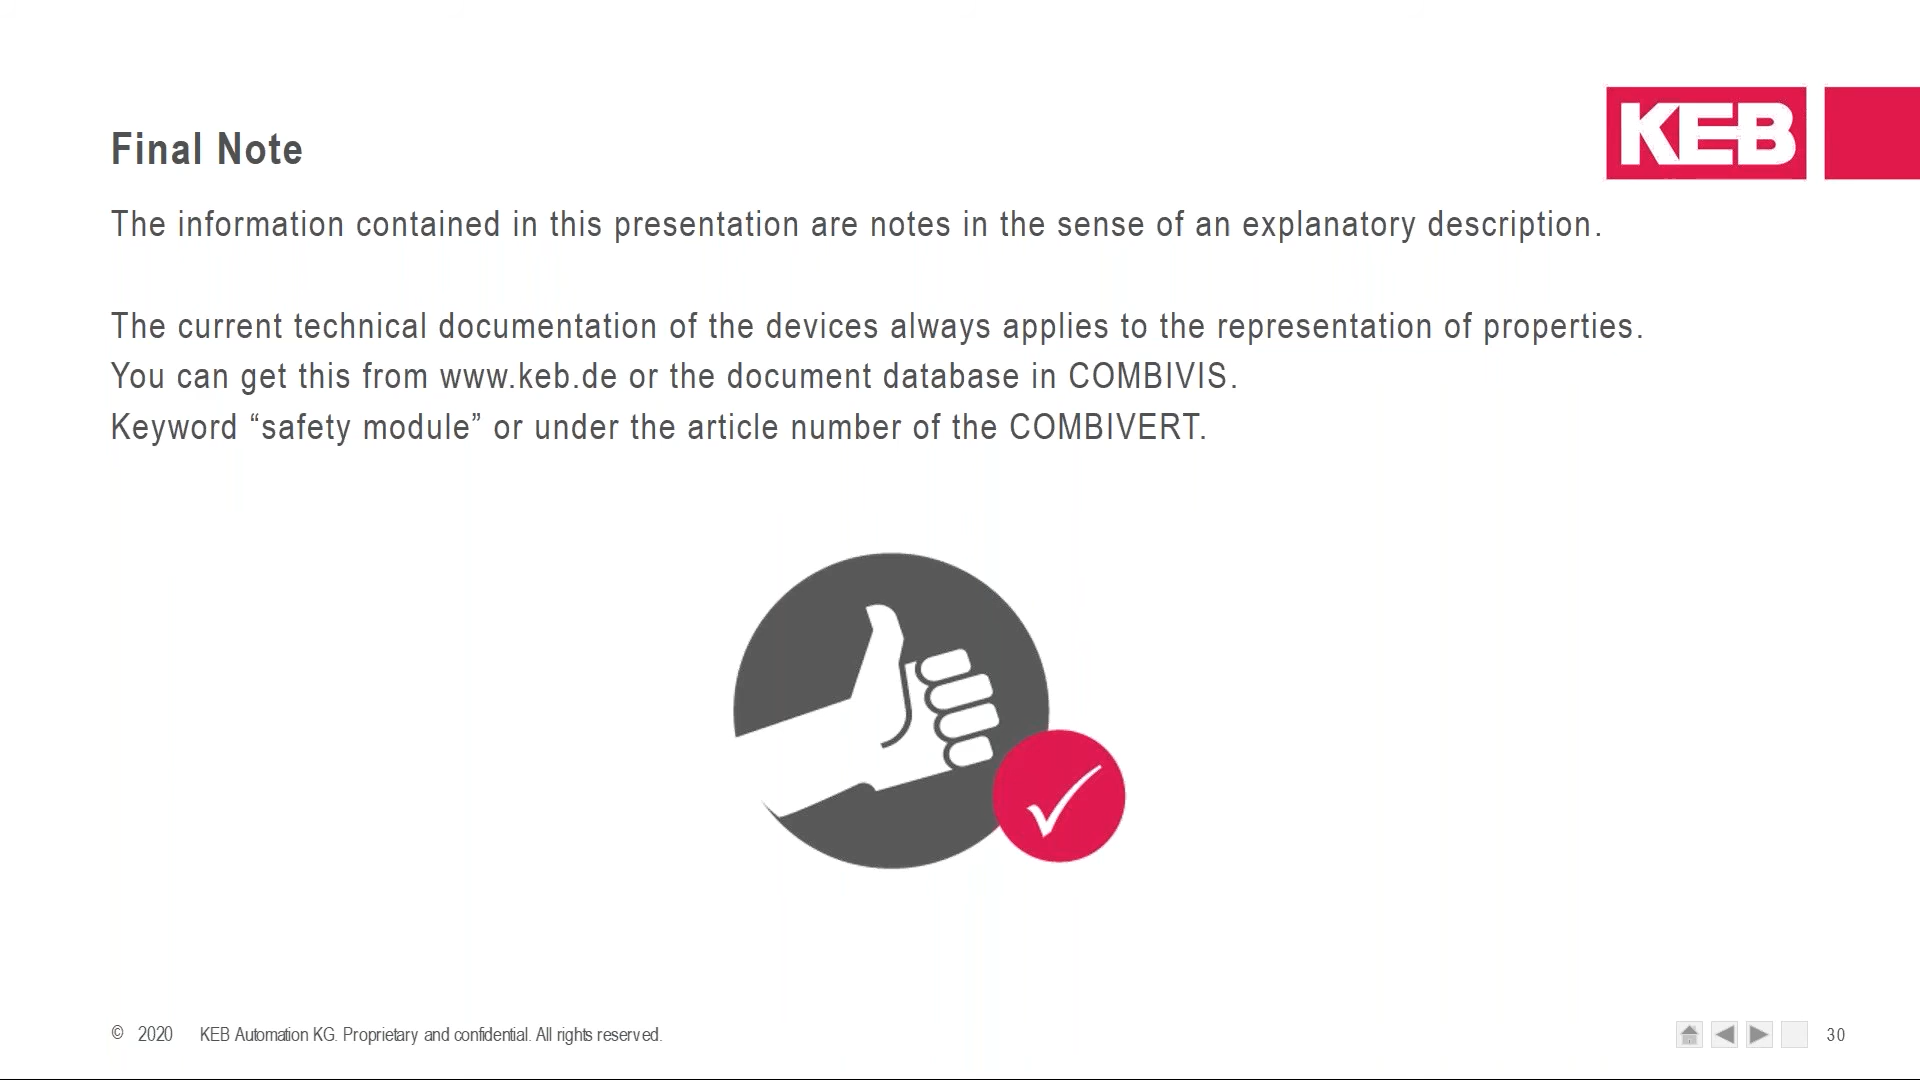 KEB
Final Note
The information contained in this presentation are notes in the sense of an explanatory description.
The current technical documentation of the devices always applies to the representation of properties.
You can get this from www.keb.de or the document database in COMBIVIS.
Keyword “safety module” or under the article number of the COMBIVERT.
© 2020 KEB Automation KG. Proprietary and confidential. All rights reserved.
30